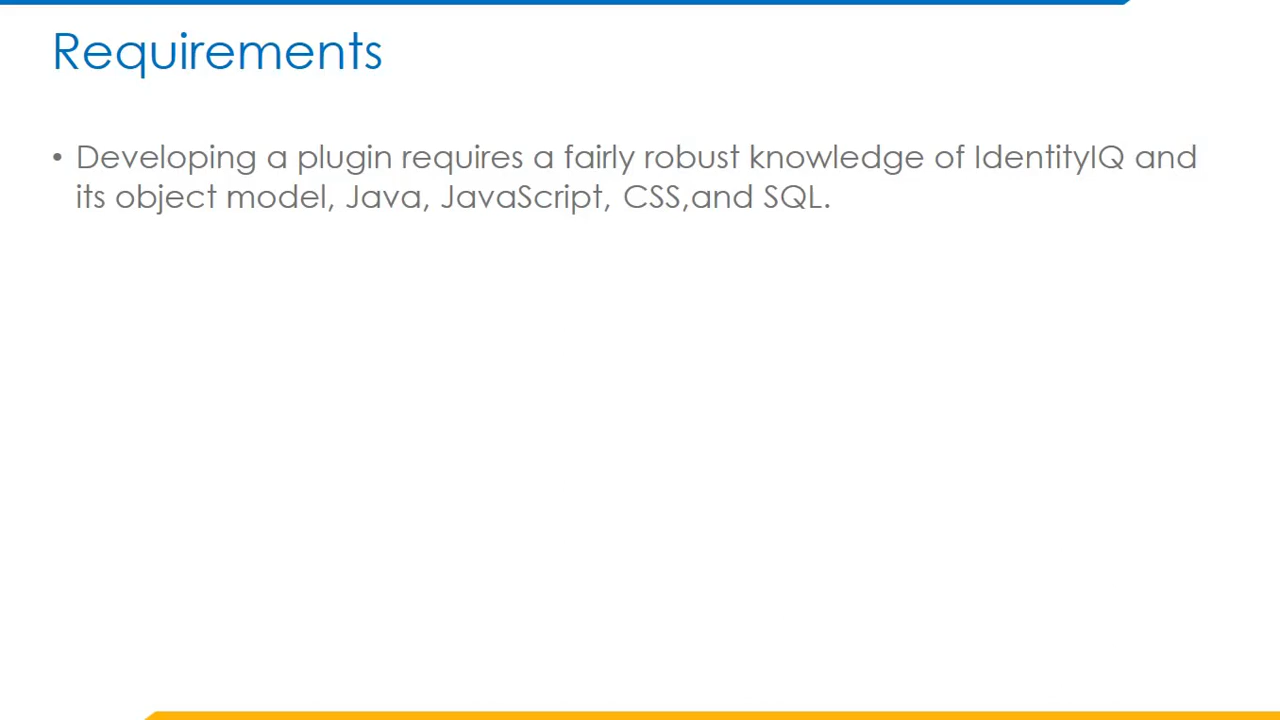 Requirements
• Developing a plugin requires a fairly robust knowledge of IdentityIQ and
its object model, Java, JavaScript, CSS,and SQL.